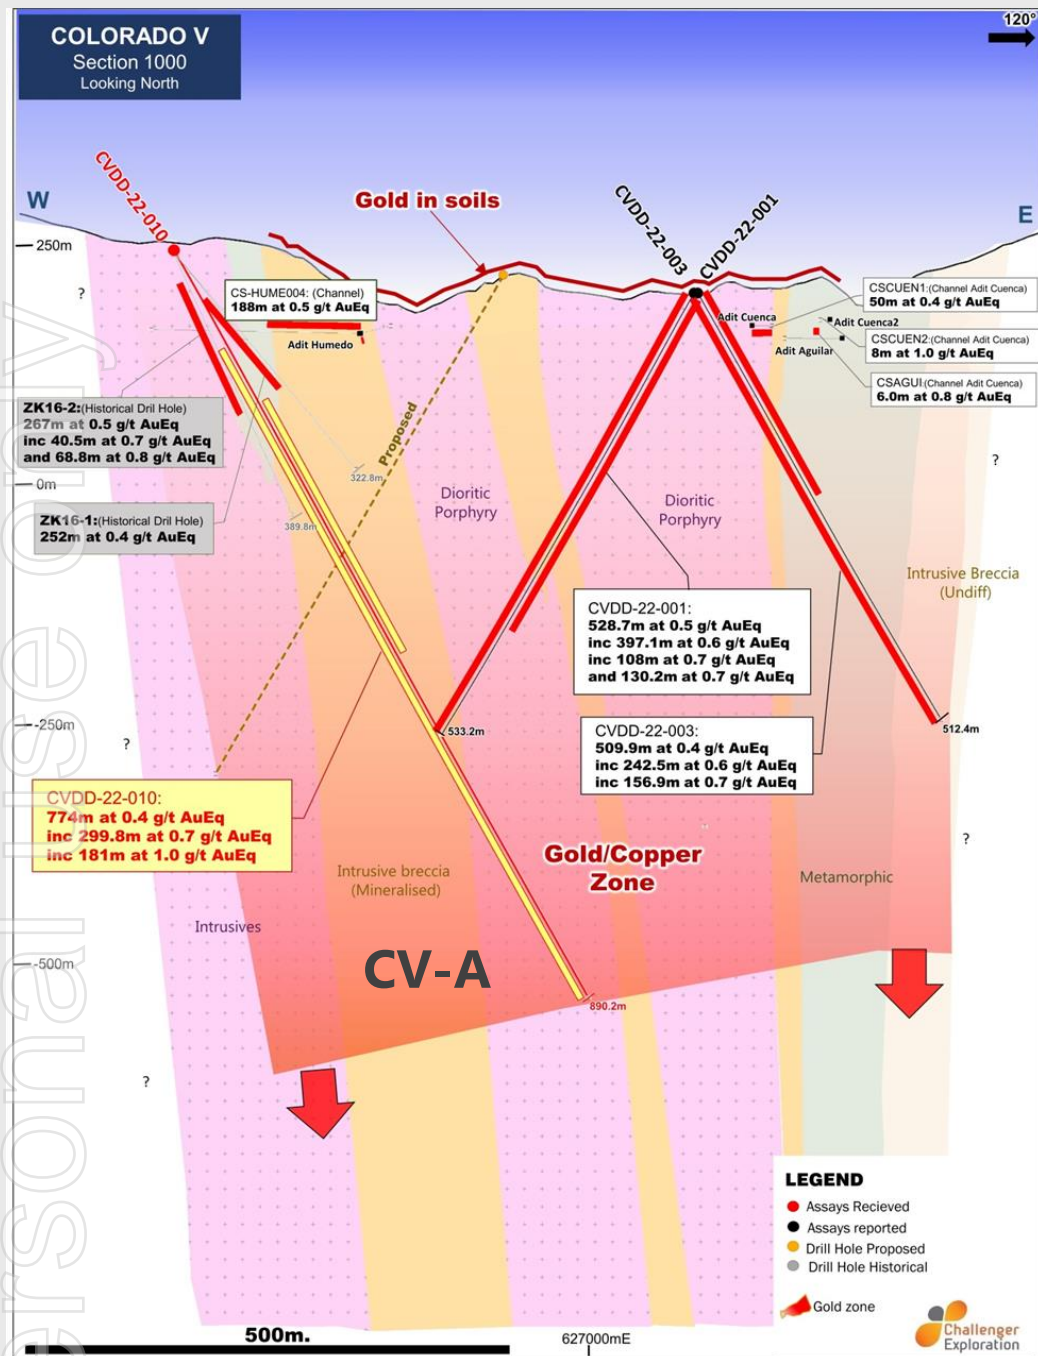 COLORADO V
Section 1000
Looking North
120°
W
E
CVDD-22-010
Gold in soils
CVDD-22-003
CVDD-22-001
250m
0m
-250m
-500m
?
?
?
?
?
CS-HUME004: (Channel)
188m at 0.5 g/t AuEq
Adit Humedo
Adit Cuenca
Adit Cuenca2
Adit Aguilar
CSCUEN1:(Channel Adit Cuenca)
50m at 0.4 g/t AuEq
CSCUEN2:(Channel Adit Cuenca)
8m at 1.0 g/t AuEq
CSAGUI(Channel Adit Cuenca)
6.0m at 0.8 g/t AuEq
ZK16-2:(Historical Dril Hole)
267m at 0.5 g/t AuEq
inc 40.5m at 0.7 g/t AuEq
and 68.8m at 0.8 g/t AuEq
ZK16-1:(Historical Dril Hole)
252m at 0.4 g/t AuEq
Proposed
322.8m
389.8m
Dioritic
Porphyry
Dioritic
Porphyry
Intrusive Breccia
(Undiff)
CVDD-22-001:
528.7m at 0.5 g/t AuEq
inc 397.1m at 0.6 g/t AuEq
inc 108m at 0.7 g/t AuEq
and 130.2m at 0.7 g/t AuEq
CVDD-22-003:
509.9m at 0.4 g/t AuEq
inc 242.5m at 0.6 g/t AuEq
inc 156.9m at 0.7 g/t AuEq
533.2m
512.4m
CVDD-22-010:
774m at 0.4 g/t AuEq
inc 299.8m at 0.7 g/t AuEq
inc 181m at 1.0 g/t AuEq
Gold/Copper
Zone
Intrusive breccia
(Mineralised)
Metamorphic
Intrusives
CV-A
890.2m
LEGEND
Assays Recieved
Assays reported
Drill Hole Proposed
Drill Hole Historical
Gold zone
Challenger
Exploration
500m.
627000mE
ersonal use only